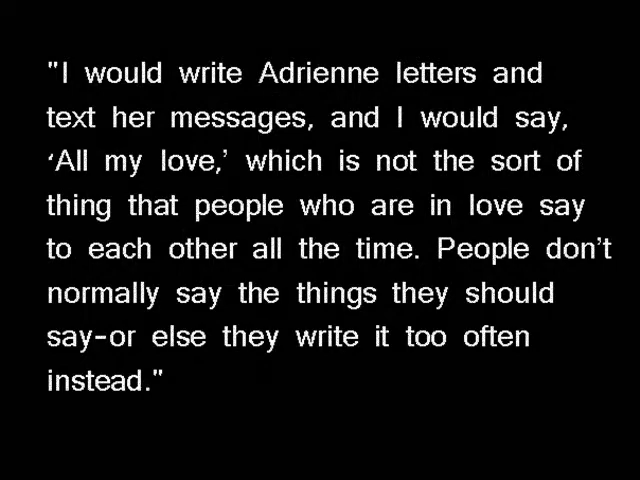 "I would write Adrienne letters and
text her messages, and I would say,
‘All my love,’ which is not the sort of
thing that people who are in love say
to each other all the time. People don’t
normally say the things they should
say-or else they write it too often
instead."